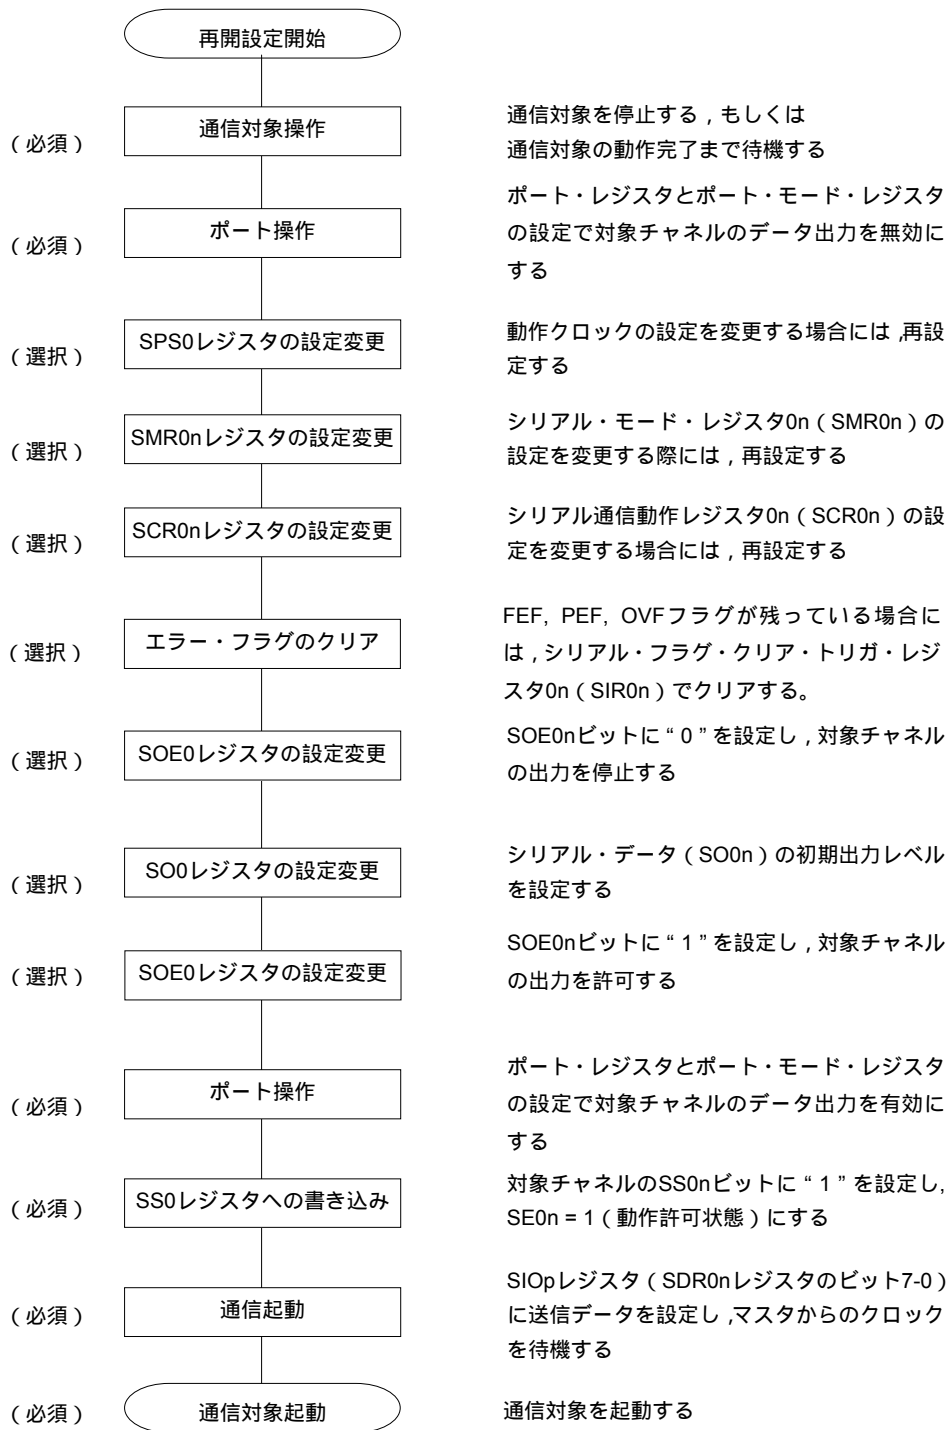 再開設定開始
(必須)
通信対象操作
通信対象を停止する,もしくは
通信対象の動作完了まで待機する
(必須)
ポート操作
ポート・レジスタとポート・モード・レジスタ
の設定で対象チャネルのデータ出力を無効に
する
(選択)
SPS0レジスタの設定変更
動作クロックの設定を変更する場合には,再設
定する
(選択)
SMR0nレジスタの設定変更
シリアル・モード・レジスタ0n(SMR0n)の
設定を変更する際には,再設定する
(選択)
SCR0nレジスタの設定変更
シリアル通信動作レジスタ0n(SCR0n)の設
定を変更する場合には,再設定する
(選択)
エラー・フラグのクリア
FEF, PEF, OVFフラグが残っている場合に
は,シリアル・フラグ・クリア・トリガ・レジ
スタ0n(SIR0n)でクリアする。
(選択)
SOE0レジスタの設定変更
SOE0nビットに“0”を設定し,対象チャネル
の出力を停止する
(選択)
SO0レジスタの設定変更
シリアル・データ(SO0n)の初期出力レベル
を設定する
(選択)
SOE0レジスタの設定変更
SOE0nビットに“1”を設定し,対象チャネル
の出力を許可する
(必須)
ポート操作
ポート・レジスタとポート・モード・レジスタ
の設定で対象チャネルのデータ出力を有効に
する
(必須)
SS0レジスタへの書き込み
対象チャネルのSS0nビットに“1”を設定し,
SE0n = 1(動作許可状態)にする
(必須)
通信起動
SIOpレジスタ(SDR0nレジスタのビット7-0)
に送信データを設定し,マスタからのクロック
を待機する
(必須)
通信対象起動
通信対象を起動する